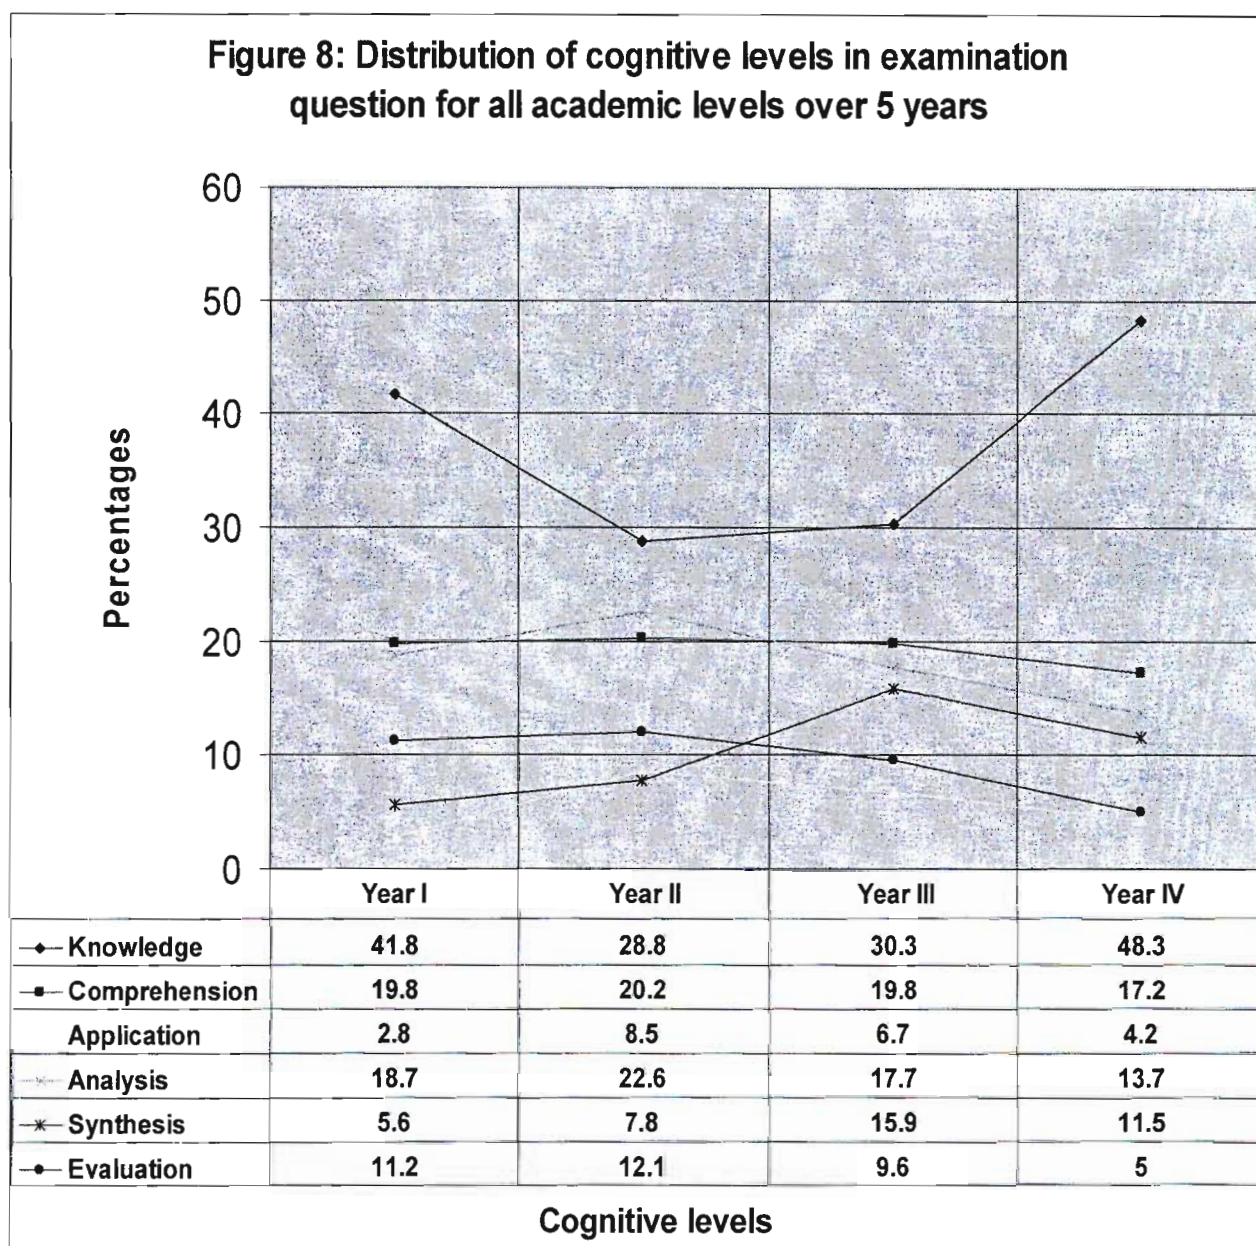 Figure 8: Distribution of cognitive levels in examination
question for all academic levels over 5 years
60
50
40
30
20
10
0
Percentages
Year I Year II Year III Year IV
Knowledge 41.8 28.8 30.3 48.3
Comprehension 19.8 20.2 19.8 17.2
Application 2.8 8.5 6.7 4.2
Analysis 18.7 22.6 17.7 13.7
Synthesis 5.6 7.8 15.9 11.5
Evaluation 11.2 12.1 9.6 5
Cognitive levels